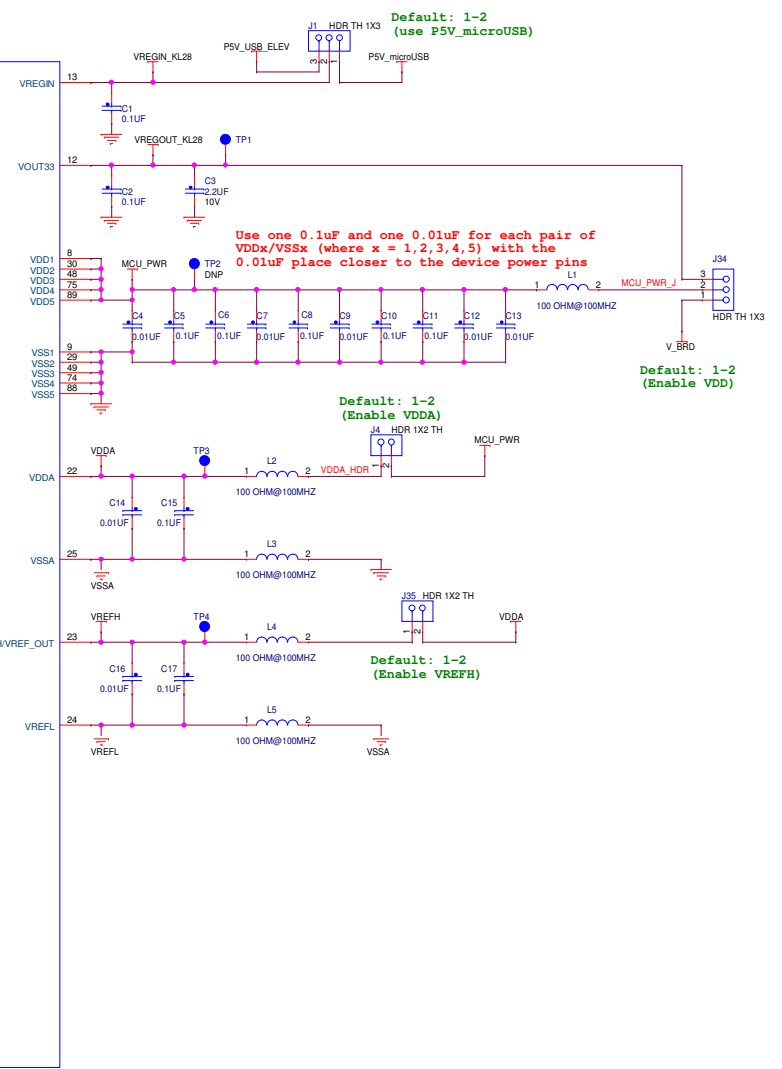 Default: 1-2
(use P5V_microUSB)
J1 HDR TH 1X3
P5V_USB_ELEV
VREGIN_KL28
P5V_microUSB
3 2 1
VREGIN 13
C1
0.1UF
VREGOUT_KL28
TP1
VOUT33 12
C2
0.1UF
C3
2.2UF
10V
Use one 0.1uF and one 0.01uF for each pair of
VDDx/VSSx (where x = 1,2,3,4,5) with the
0.01uF place closer to the device power pins
VDD1 8
VDD2 30
VDD3 48
VDD4 75
VDD5 89
MCU_PWR
TP2
DNP
1 L1 2
100 OHM@100MHZ
MCU_PWR_J
J34
3
2
1
HDR TH 1X3
C4 C5 C6 C7 C8 C9 C10 C11 C12 C13
0.01UF 0.1UF 0.1UF 0.01UF 0.1UF 0.01UF 0.1UF 0.1UF 0.01UF 0.01UF
V_BRD
VSS1 9
VSS2 29
VSS3 49
VSS4 74
VSS5 88
Default: 1-2
(Enable VDD)
Default: 1-2
(Enable VDDA)
J4 HDR 1X2 TH
MCU_PWR
1 2
VDDA
TP3
VDDA 22
1 L2 2
100 OHM@100MHZ
VDDA_HDR
C14
0.01UF
C15
0.1UF
VSSA 25
VSSA
1 L3 2
100 OHM@100MHZ
J35 HDR 1X2 TH
1 2
VREFH
TP4
VDDA
H/VREF_OUT 23
1 L4 2
100 OHM@100MHZ
Default: 1-2
(Enable VREFH)
C16
0.01UF
C17
0.1UF
VREFL 24
VREFL
1 L5 2
100 OHM@100MHZ
VSSA